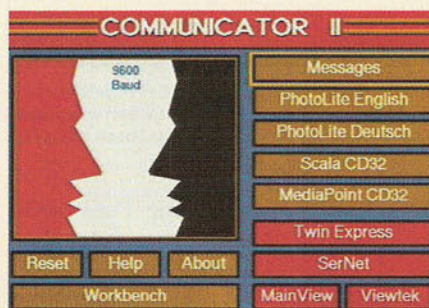 COMMUNICATOR II
9600
Baud
Messages
PhotoLite English
PhotoLite Deutsch
Scala CD32
MediaPoint CD32
Twin Express
Reset Help About SerNet
Workbench MainView Viewtek